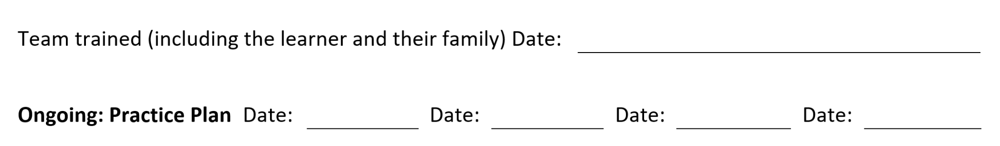 Team trained (including the learner and their family) Date:
Ongoing: Practice Plan Date: Date: Date: Date: